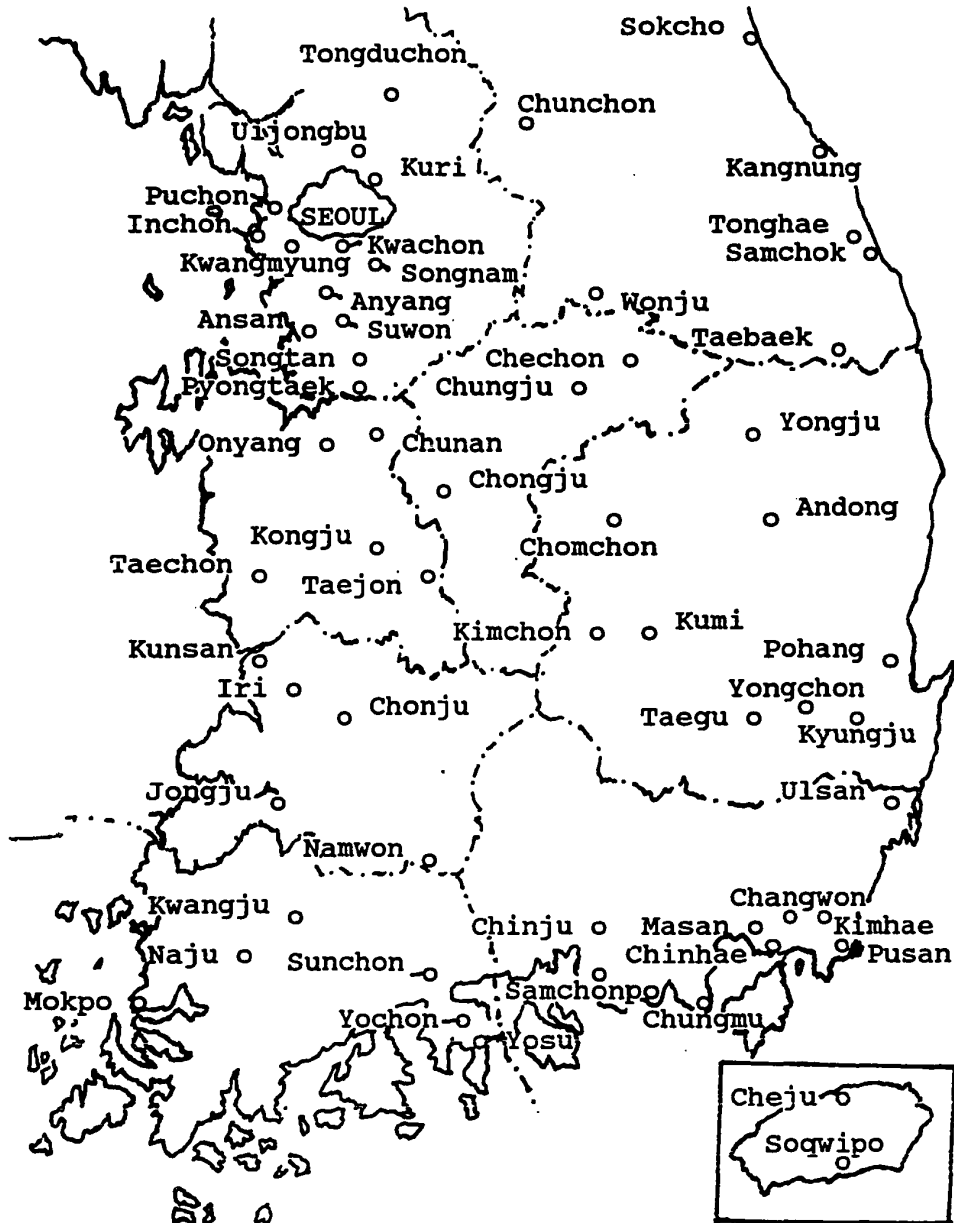 Sokcho
Tongduchon
Chunchon
Uijongbu
Kuri
Kangnung
Puchon
SEOUL
Inchon
Tonghae
Kwachon
Samchok
Kwangmyung
Songnam
Anyang
Wonju
Ansan
Suwon
Taebaek
Songtan
Chechon
Pyongtaek
Chungju
Yongju
Onyang
Chunan
Chongju
Andong
Kongju
Chomchon
Taechon
Taejon
Kimchon
Kumi
Kunsan
Pohang
Iri
Yongchon
Chonju
Taegu
Kyungju
Jongju
Ulsan
Namwon
Changwon
Kwangju
Chinju
Masan
Kimhae
Naju
Chinhae
Pusan
Sunchon
Samchonpo
Mokpo
Yochon
Chungmu
Yosu
Cheju
Soqwipo